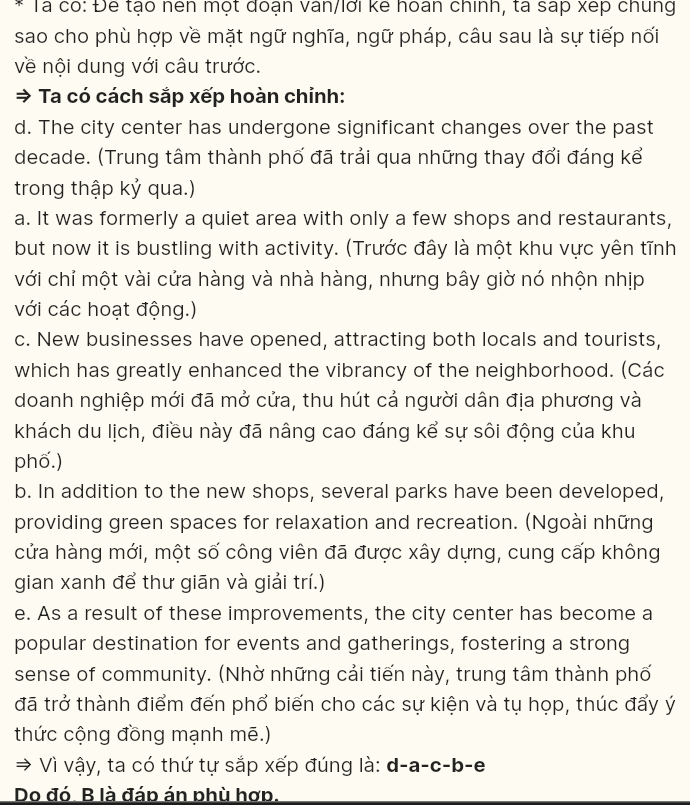 * Ta có: Để tạo nên một đoạn văn/lời kể hoàn chỉnh, ta sắp xếp chúng
sao cho phù hợp về mặt ngữ nghĩa, ngữ pháp, câu sau là sự tiếp nối
về nội dung với câu trước.
⇒ Ta có cách sắp xếp hoàn chỉnh:
d. The city center has undergone significant changes over the past
decade. (Trung tâm thành phố đã trải qua những thay đổi đáng kể
trong thập kỷ qua.)
a. It was formerly a quiet area with only a few shops and restaurants,
but now it is bustling with activity. (Trước đây là một khu vực yên tĩnh
với chỉ một vài cửa hàng và nhà hàng, nhưng bây giờ nó nhộn nhịp
với các hoạt động.)
c. New businesses have opened, attracting both locals and tourists,
which has greatly enhanced the vibrancy of the neighborhood. (Các
doanh nghiệp mới đã mở cửa, thu hút cả người dân địa phương và
khách du lịch, điều này đã nâng cao đáng kể sự sôi động của khu
phố.)
b. In addition to the new shops, several parks have been developed,
providing green spaces for relaxation and recreation. (Ngoài những
cửa hàng mới, một số công viên đã được xây dựng, cung cấp không
gian xanh để thư giãn và giải trí.)
e. As a result of these improvements, the city center has become a
popular destination for events and gatherings, fostering a strong
sense of community. (Nhờ những cải tiến này, trung tâm thành phố
đã trở thành điểm đến phổ biến cho các sự kiện và tụ họp, thúc đẩy ý
thức cộng đồng mạnh mẽ.)
⇒ Vì vậy, ta có thứ tự sắp xếp đúng là: d-a-c-b-e
Do đó, B là đáp án phù hợp.